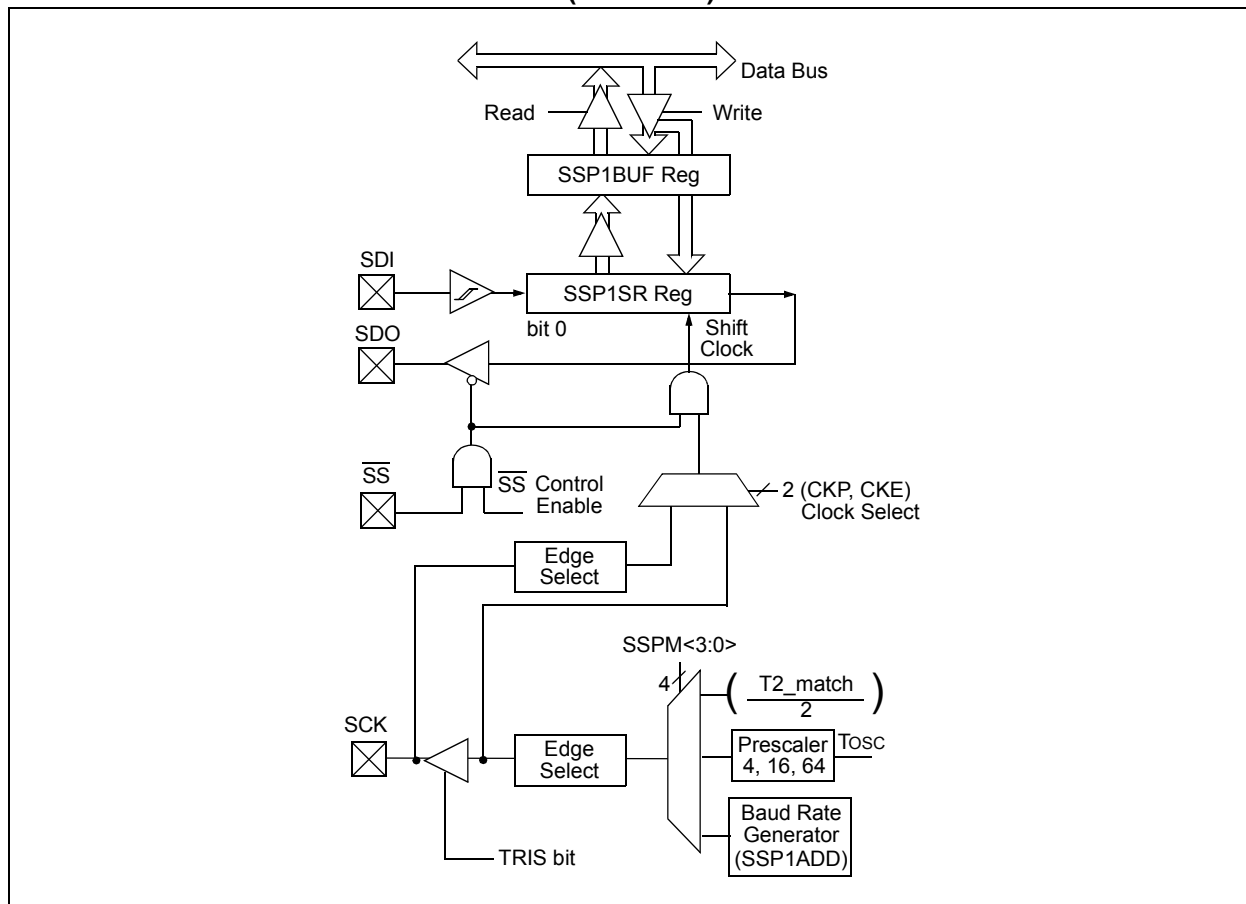 Data Bus
Read
Write
SSP1BUF Reg
SDI
SSP1SR Reg
bit 0
Shift
Clock
SDO
SS
SS Control
Enable
2 (CKP, CKE)
Clock Select
Edge
Select
SSPM<3:0>
4
( T2_match
2 )
SCK
Edge
Select
Prescaler
4, 16, 64
TOSC
Baud Rate
Generator
(SSP1ADD)
TRIS bit